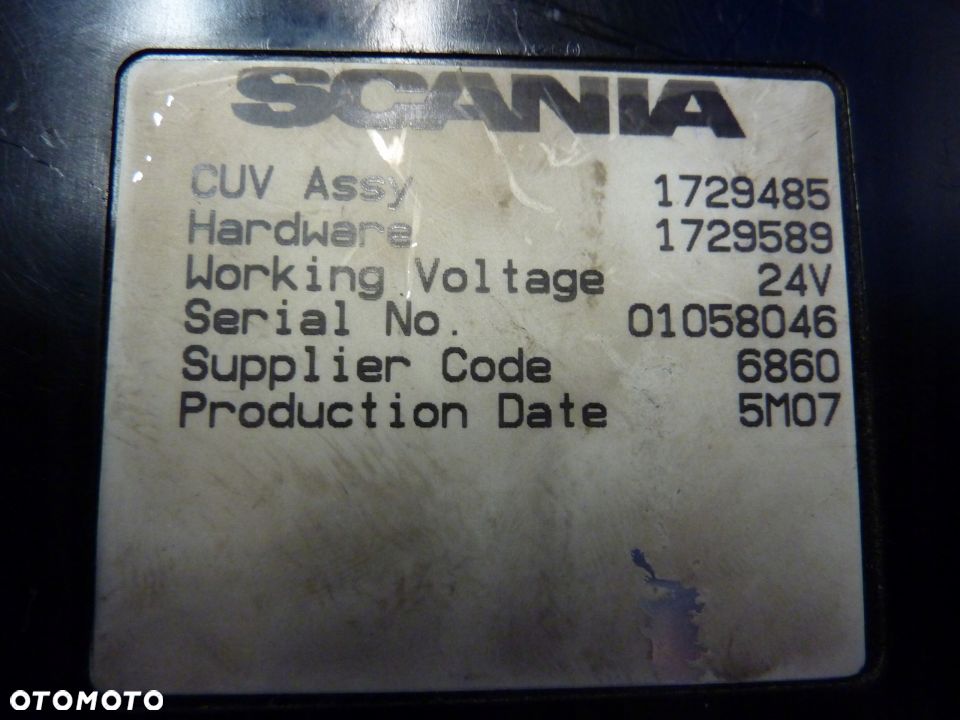 SCANIA
CUV Assy 1729485
Hardware 1729589
Working Voltage 24V
Serial No. 01058046
Supplier Code 6860
Production Date 5M07
OTOMOTO